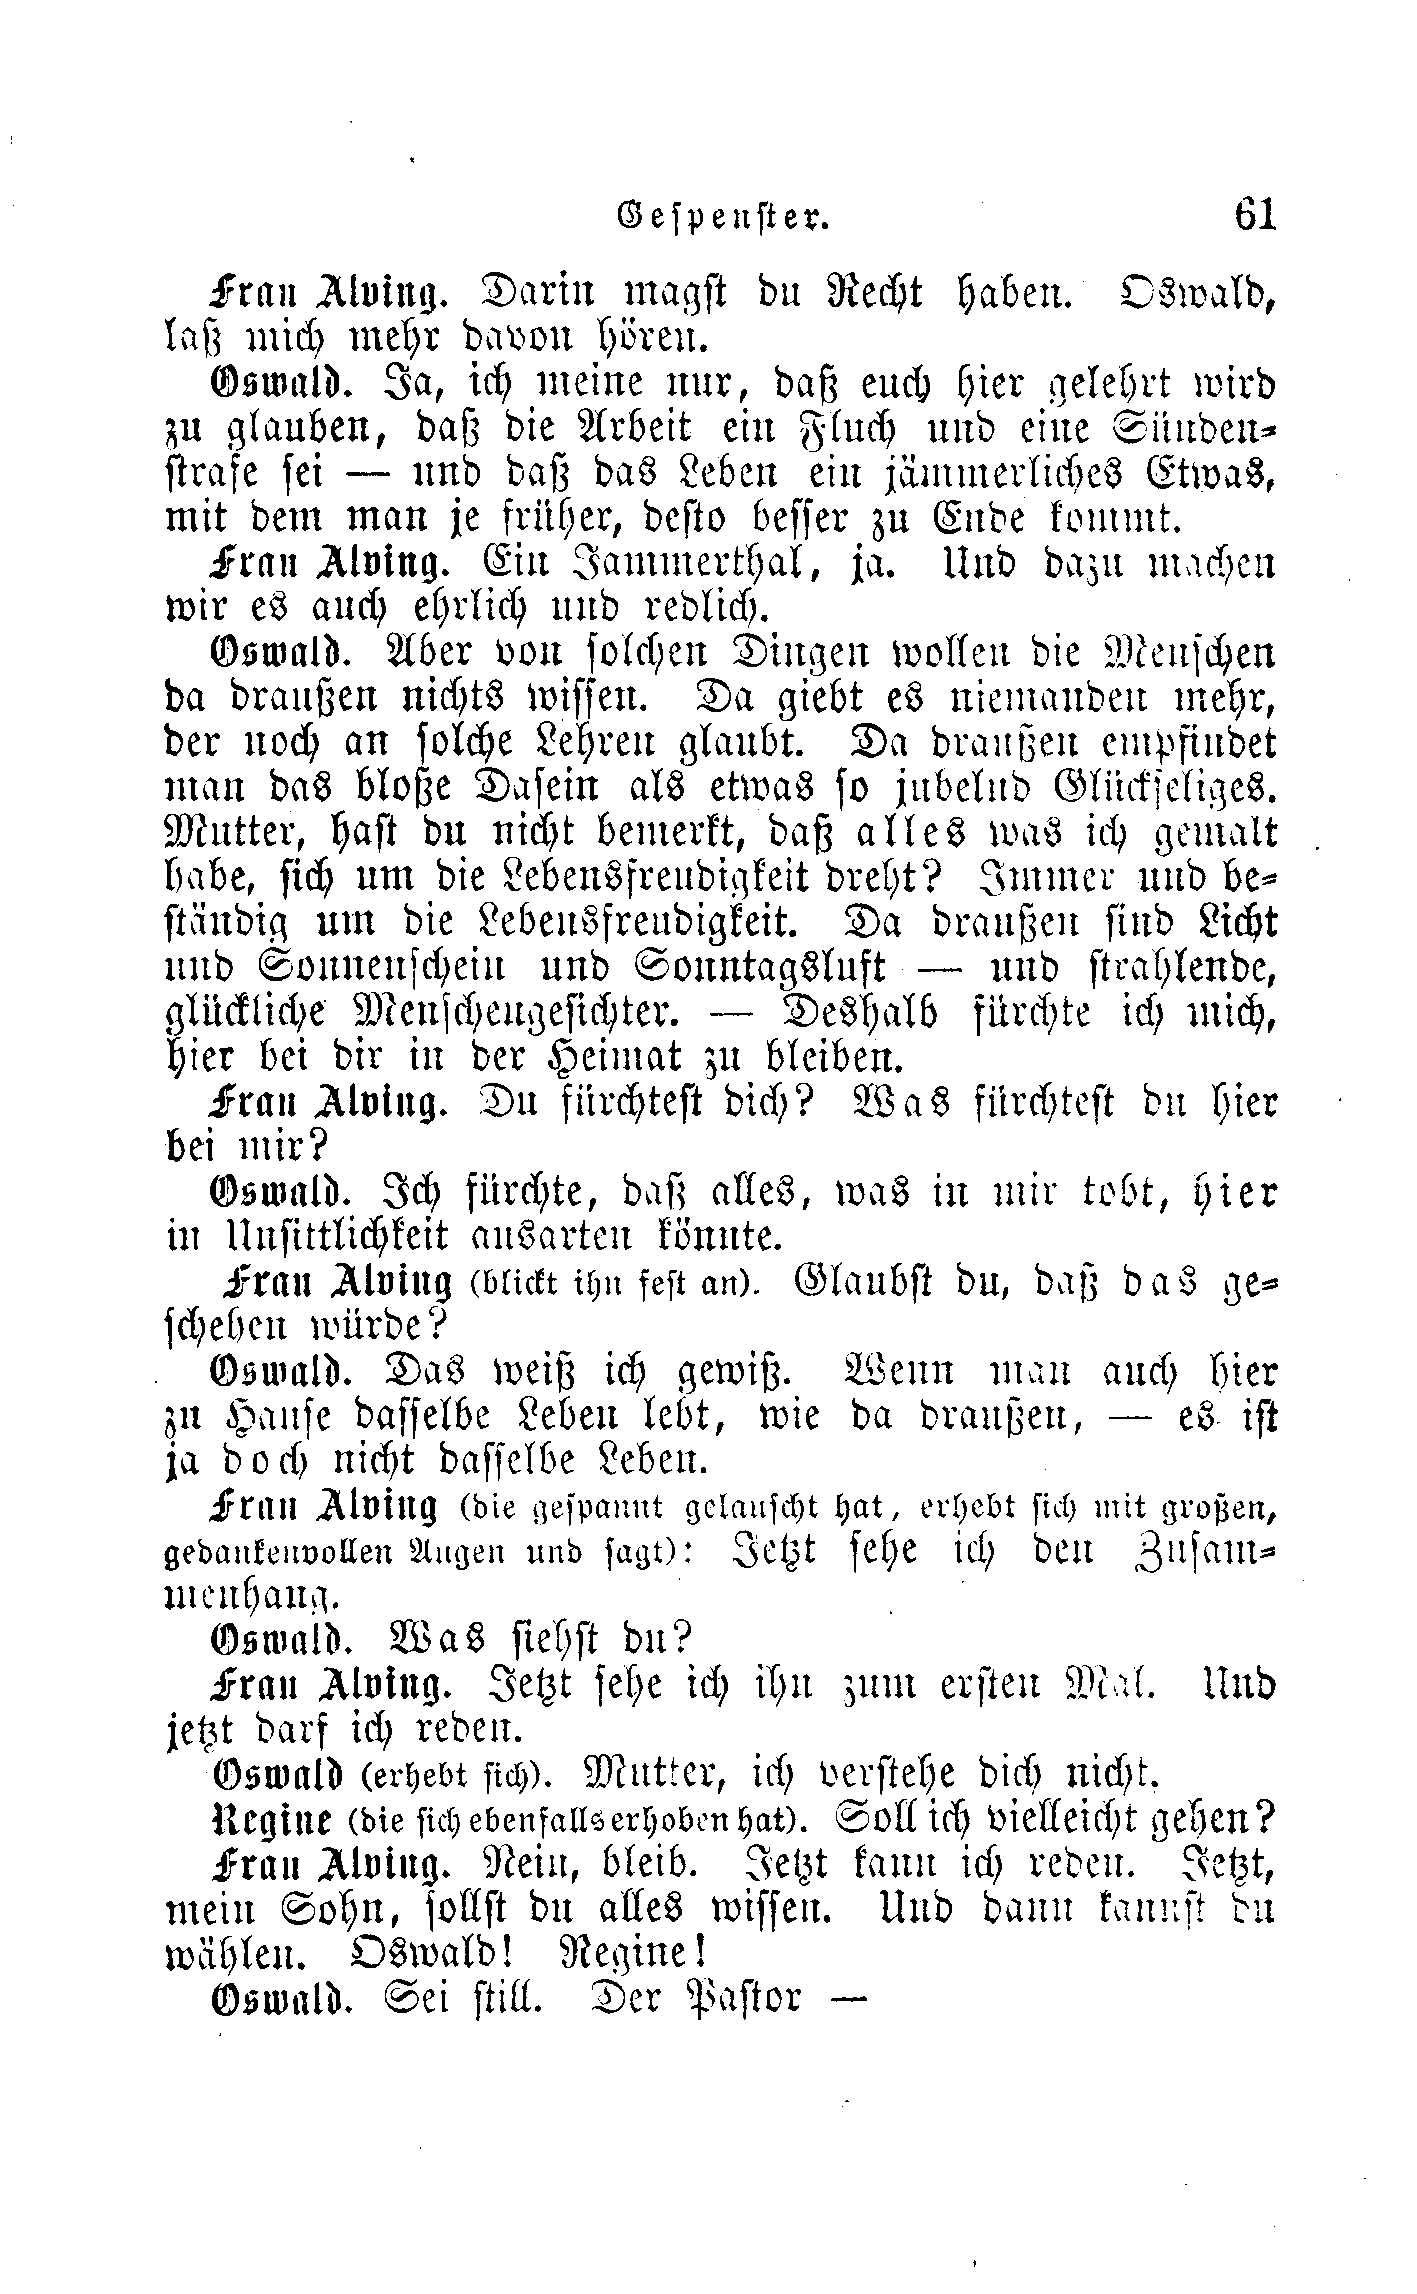 Gespenster. 61
Frau Alving. Darin magst du Recht haben. Oswald,
laß mich mehr davon hören.
Oswald. Ja, ich meine nur, daß euch hier gelehrt wird
zu glauben, daß die Arbeit ein Fluch und eine Sünden-
strafe sei — und daß das Leben ein jämmerliches Etwas,
mit dem man je früher, desto besser zu Ende kommt.
Frau Alving. Ein Jammerthal, ja. Und dazu machen
wir es auch ehrlich und redlich.
Oswald. Aber von solchen Dingen wollen die Menschen
da draußen nichts wissen. Da giebt es niemanden mehr,
der noch an solche Lehren glaubt. Da draußen empfindet
man das bloße Dasein als etwas so jubelnd Glückseliges.
Mutter, hast du nicht bemerkt, daß alles was ich gemalt
habe, sich um die Lebensfreudigkeit dreht? Immer und be-
ständig um die Lebensfreudigkeit. Da draußen sind Licht
und Sonnenschein und Sonntagsluft — und strahlende,
glückliche Menschengesichter. — Deshalb fürchte ich mich,
hier bei dir in der Heimat zu bleiben.
Frau Alving. Du fürchtest dich? Was fürchtest du hier
bei mir?
Oswald. Ich fürchte, daß alles, was in mir tobt, hier
in Unsittlichkeit ausarten könnte.
Frau Alving (blickt ihn fest an). Glaubst du, daß das ge-
schehen würde?
Oswald. Das weiß ich gewiß. Wenn man auch hier
zu Hause dasselbe Leben lebt, wie da draußen, — es ist
ja doch nicht dasselbe Leben.
Frau Alving (die gespannt gelauscht hat, erhebt sich mit großen,
gedankenvollen Augen und sagt): Jetzt sehe ich den Zusam-
menhang.
Oswald. Was siehst du?
Frau Alving. Jetzt sehe ich ihn zum ersten Mal. Und
jetzt darf ich reden.
Oswald (erhebt sich). Mutter, ich verstehe dich nicht.
Regine (die sich ebenfalls erhoben hat). Soll ich vielleicht gehen?
Frau Alving. Nein, bleib. Jetzt kann ich reden. Jetzt,
mein Sohn, sollst du alles wissen. Und dann kannst du
wählen. Oswald! Regine!
Oswald. Sei still. Der Pastor —